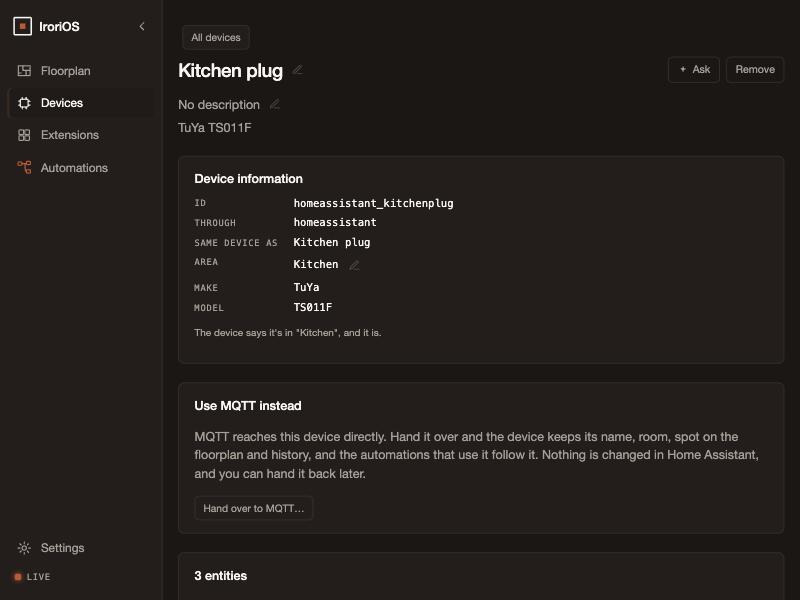 IroriOS
Floorplan
Devices
Extensions
Automations
Settings
LIVE
All devices
Kitchen plug
+ Ask
Remove
No description
TuYa TS011F
Device information
ID homeassistant_kitchenplug
THROUGH homeassistant
SAME DEVICE AS Kitchen plug
AREA Kitchen
MAKE TuYa
MODEL TS011F
The device says it's in "Kitchen", and it is.
Use MQTT instead
MQTT reaches this device directly. Hand it over and the device keeps its name, room, spot on the
floorplan and history, and the automations that use it follow it. Nothing is changed in Home Assistant,
and you can hand it back later.
Hand over to MQTT…
3 entities